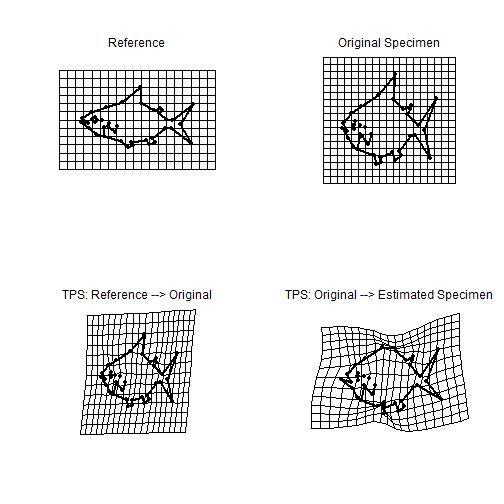 Reference
Original Specimen
TPS: Reference --> Original
TPS: Original --> Estimated Specimen